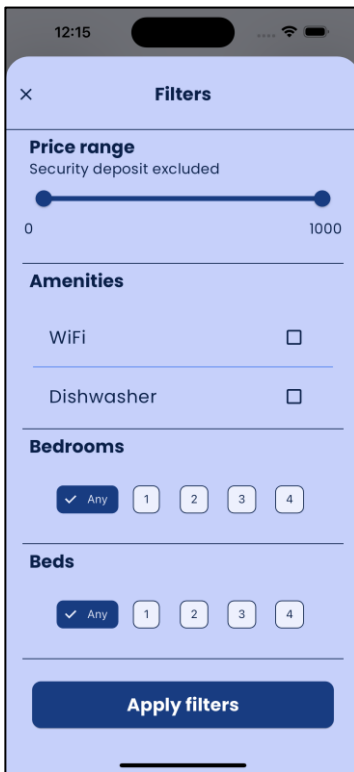 12:15
Filters
Price range
Security deposit excluded
0 1000
Amenities
WiFi
Dishwasher
Bedrooms
Any 1 2 3 4
Beds
Any 1 2 3 4
Apply filters